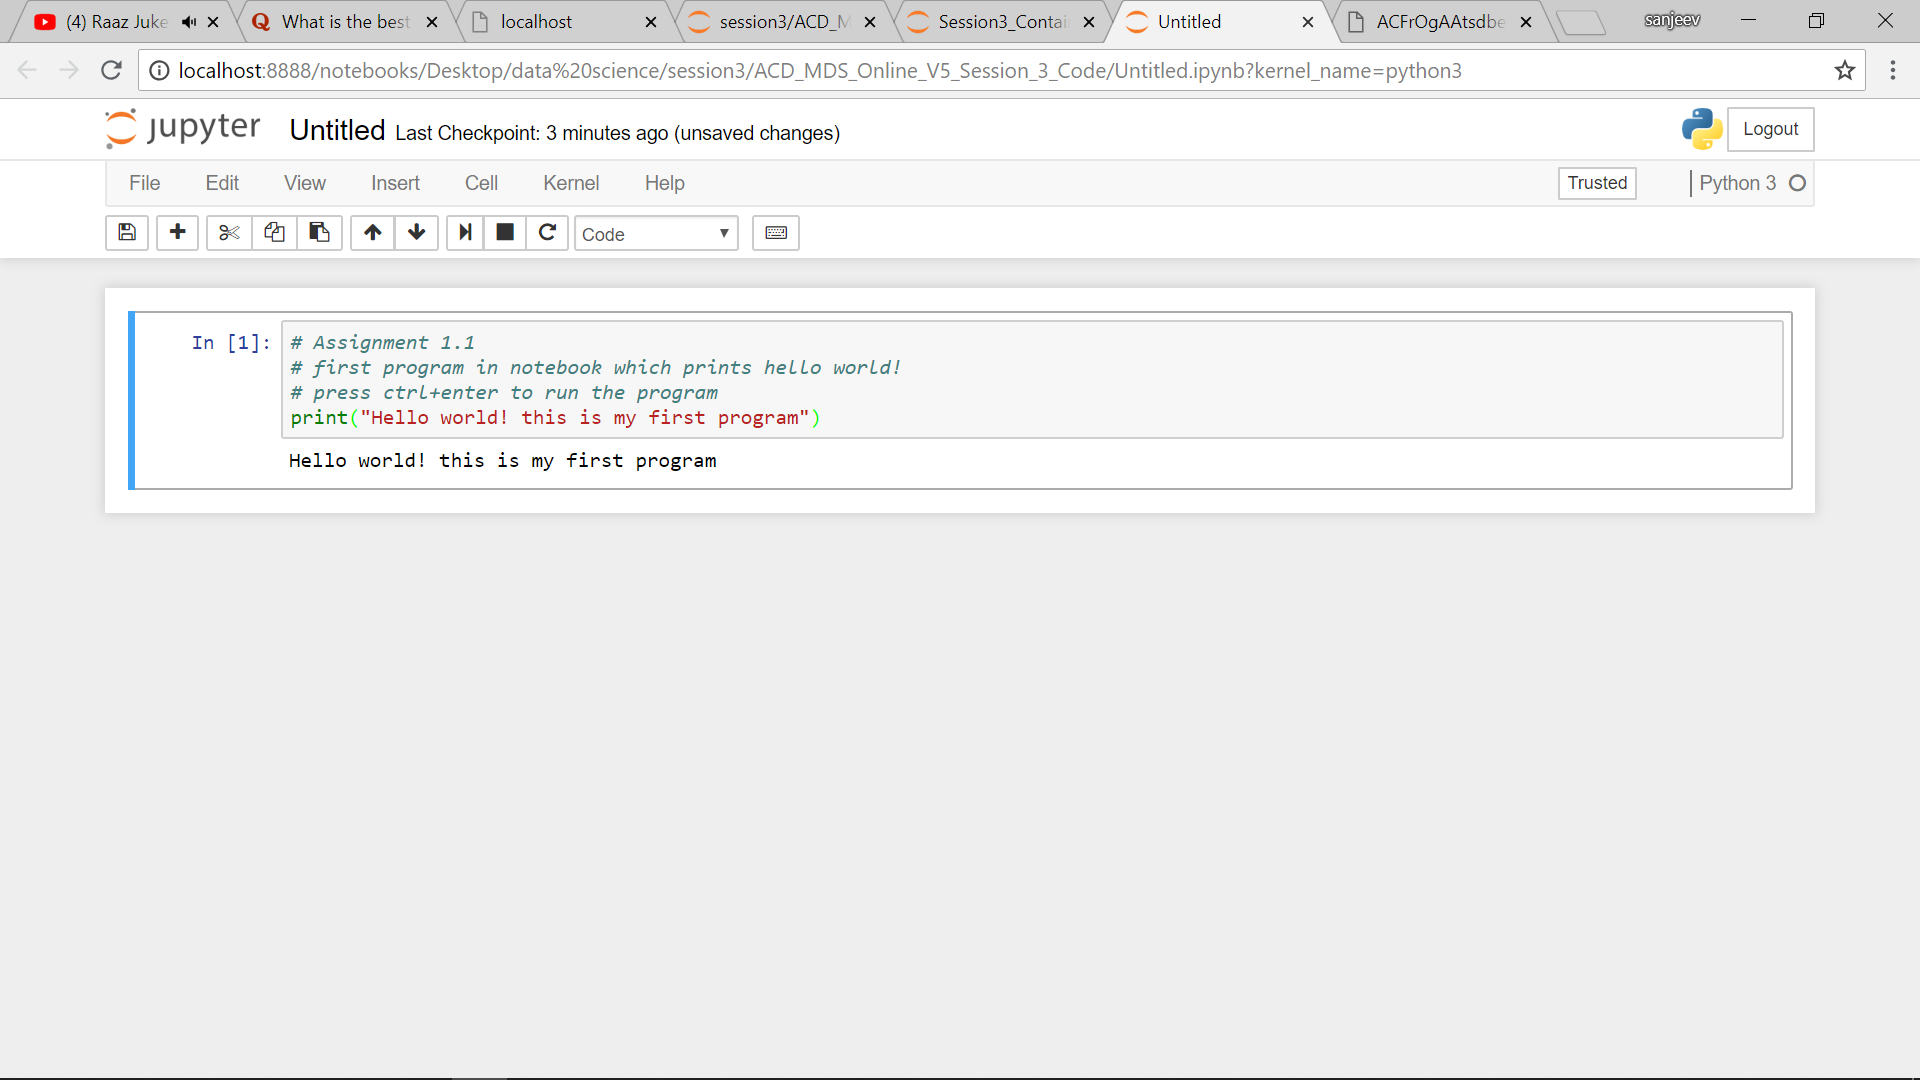 (4) Raaz Juke
What is the best
localhost
session3/ACD_M
Session3_Contai
Untitled
ACFrOgAAtsdbe
sanjeev
localhost:8888/notebooks/Desktop/data%20science/session3/ACD_MDS_Online_V5_Session_3_Code/Untitled.ipynb?kernel_name=python3
jupyter Untitled Last Checkpoint: 3 minutes ago (unsaved changes)
Logout
File Edit View Insert Cell Kernel Help
Trusted
Python 3
Code
In [1]:
# Assignment 1.1
# first program in notebook which prints hello world!
# press ctrl+enter to run the program
print("Hello world! this is my first program")
Hello world! this is my first program